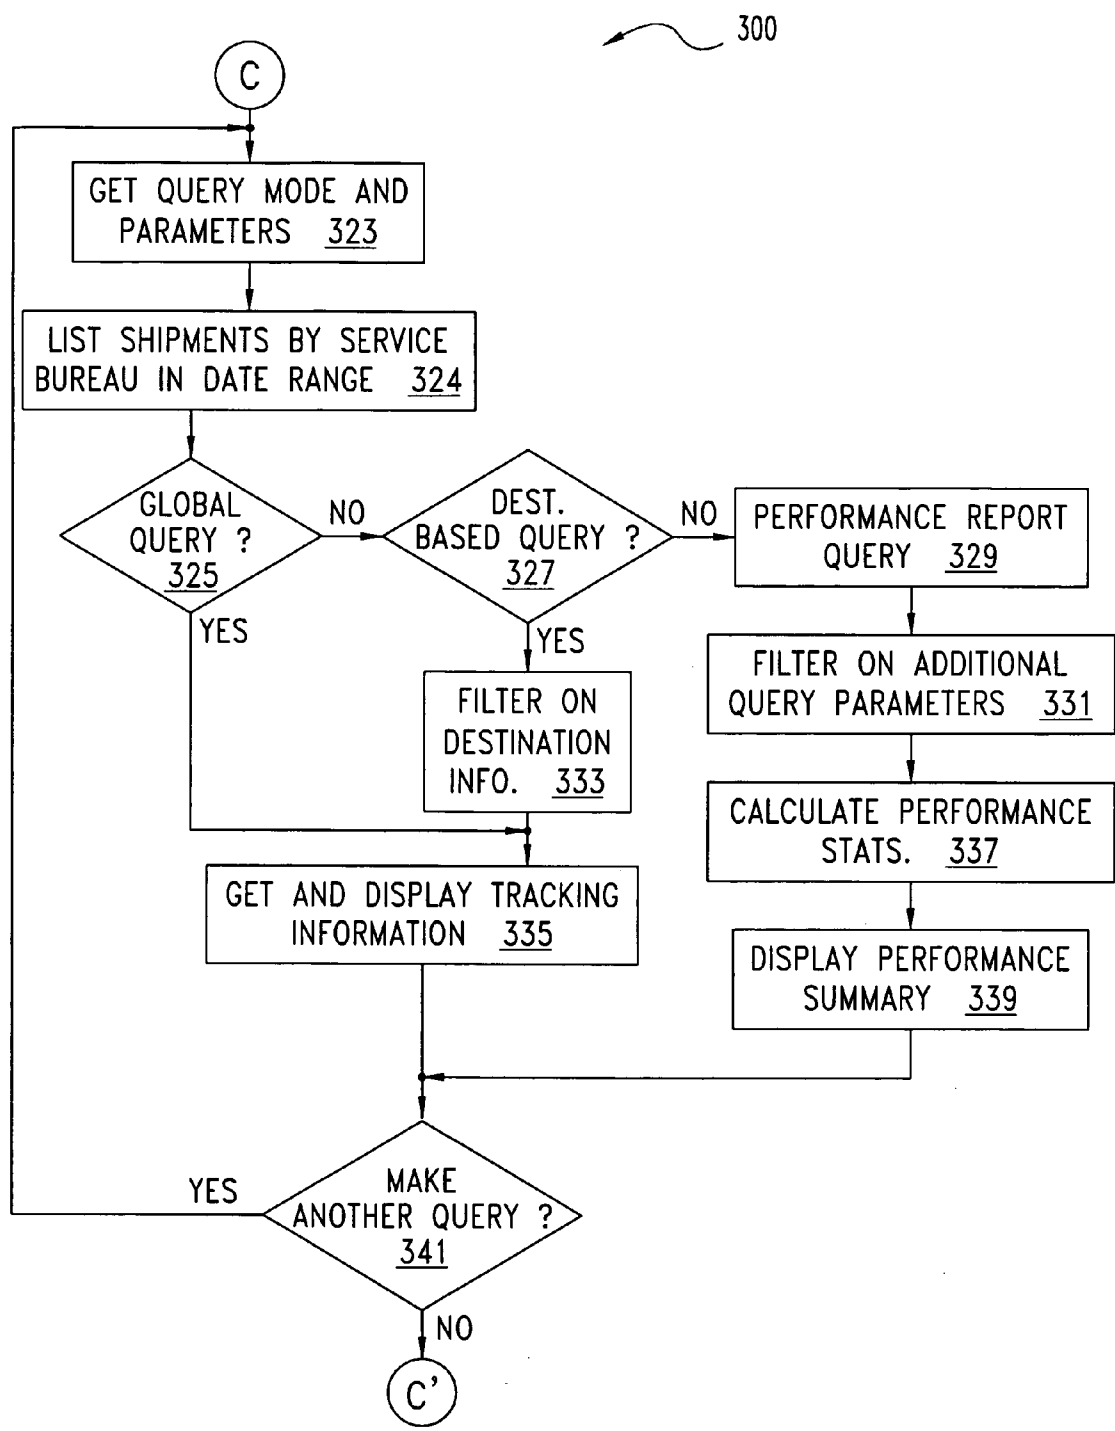 300
C
GET QUERY MODE AND
PARAMETERS 323
LIST SHIPMENTS BY SERVICE
BUREAU IN DATE RANGE 324
GLOBAL
QUERY ?
325
NO
YES
DEST.
BASED QUERY ?
327
NO
YES
PERFORMANCE REPORT
QUERY 329
FILTER ON ADDITIONAL
QUERY PARAMETERS 331
FILTER ON
DESTINATION
INFO. 333
CALCULATE PERFORMANCE
STATS. 337
GET AND DISPLAY TRACKING
INFORMATION 335
DISPLAY PERFORMANCE
SUMMARY 339
MAKE
ANOTHER QUERY ?
341
YES
NO
C'